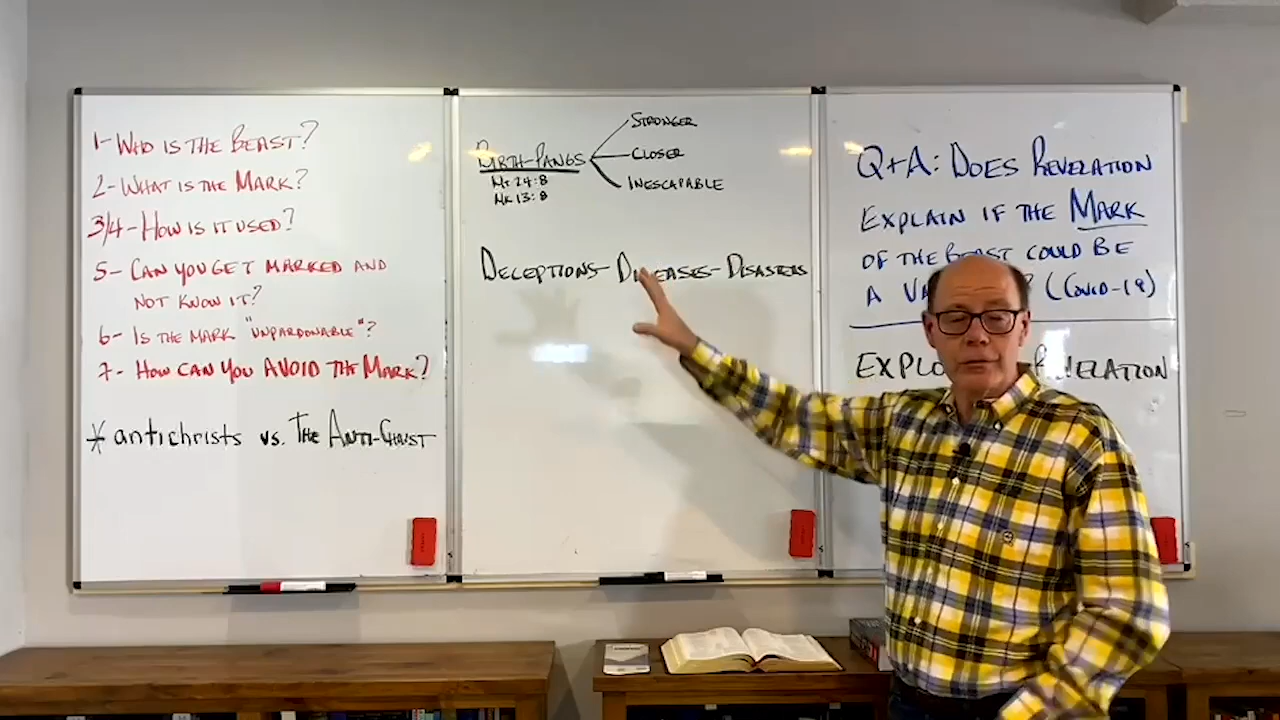 1- WHO IS THE BEAST?
2- WHAT IS THE MARK?
3/4- HOW IS IT USED?
5- CAN YOU GET MARKED AND
NOT KNOW IT?
6- IS THE MARK "UNPARDONABLE"?
7- HOW CAN YOU AVOID THE MARK?
* antichrists vs. THE ANTI-CHRIST
BIRTH-PANGS
MT 24:8
MK 13:8
STRONGER
CLOSER
INESCAPABLE
DECEPTIONS- DISEASES- DISASTERS
Q+A: DOES REVELATION
EXPLAIN IF THE MARK
OF THE BEAST COULD BE
A VA ? (COVID-19)
EXPLO ELATION